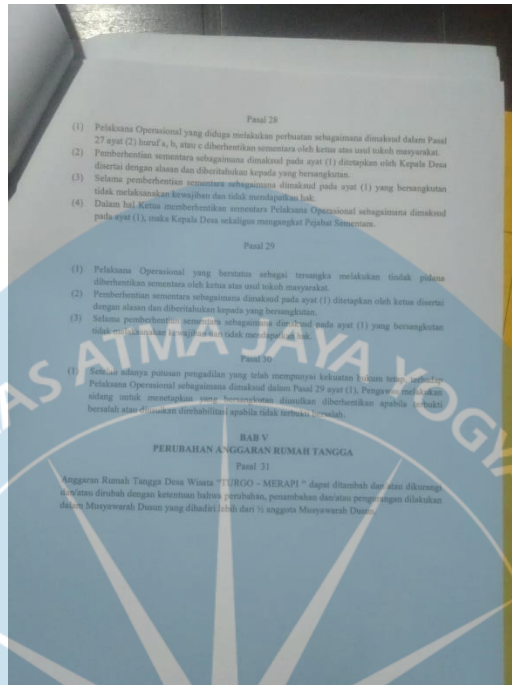 Pasal 28
(1) Pelaksana Operasional yang diduga melakukan perbuatan sebagaimana dimaksud dalam Pasal
27 ayat (2) huruf a, b, atau c diberhentikan sementara oleh ketua atas usul tokoh masyarakat.
(2) Pemberhentian sementara sebagaimana dimaksud pada ayat (1) ditetapkan oleh Kepala Desa
disertai dengan alasan dan diberitahukan kepada yang bersangkutan.
(3) Selama pemberhentian sementara sebagaimana dimaksud pada ayat (1) yang bersangkutan
tidak melaksanakan kewajiban dan tidak mendapatkan hak.
(4) Dalam hal Ketua memberhentikan sementara Pelaksana Operasional sebagaimana dimaksud
pada ayat (1), maka Kepala Desa sekaligus mengangkat Pejabat Sementara.
Pasal 29
(1) Pelaksana Operasional yang berstatus sebagai tersangka melakukan tindak pidana
diberhentikan sementara oleh ketua atas usul tokoh masyarakat.
(2) Pemberhentian sementara sebagaimana dimaksud pada ayat (1) ditetapkan oleh ketua disertai
dengan alasan dan diberitahukan kepada yang bersangkutan.
(3) Selama pemberhentian sementara sebagaimana dimaksud pada ayat (1) yang bersangkutan
tidak melaksanakan kewajiban dan tidak mendapatkan hak.
Pasal 30
(1) Setelah adanya putusan pengadilan yang telah mempunyai kekuatan hukum tetap, terhadap
Pelaksana Operasional sebagaimana dimaksud dalam Pasal 29 ayat (1), Pengawas melakukan
sidang untuk menetapkan yang bersangkutan diusulkan diberhentikan apabila terbukti
bersalah atau diusulkan direhabilitasi apabila tidak terbukti bersalah.
BAB V
PERUBAHAN ANGGARAN RUMAH TANGGA
Pasal 31
Anggaran Rumah Tangga Desa Wisata "TURGO - MERAPI " dapat ditambah dan/atau dikurangi
dan/atau dirubah dengan ketentuan bahwa perubahan, penambahan dan/atau pengurangan dilakukan
dalam Musyawarah Dusun yang dihadiri lebih dari ½ anggota Musyawarah Dusun.
AS ATMA JAYA YOGYA